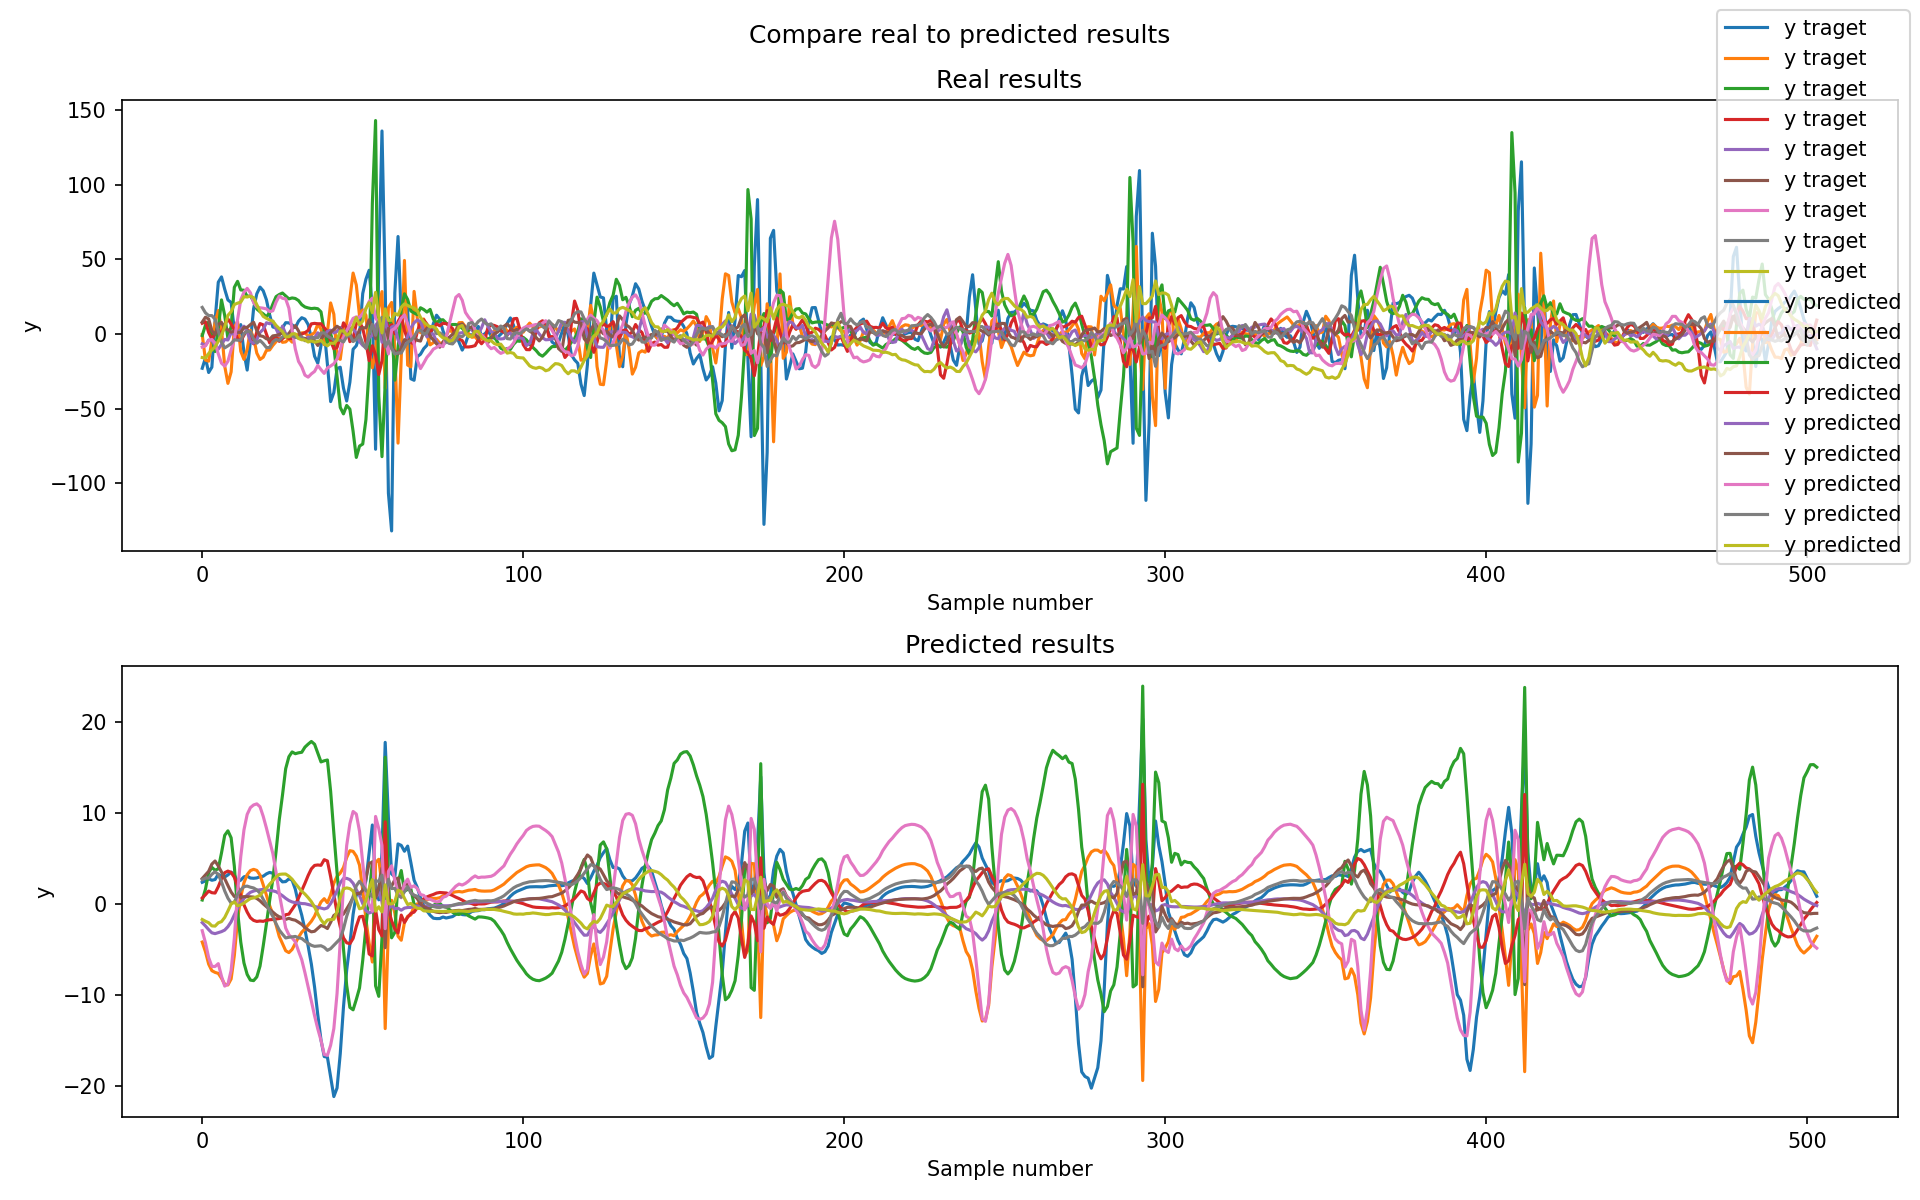 Compare real to predicted results
Real results
y traget
y traget
y traget
y traget
y traget
y traget
y traget
y traget
y traget
y predicted
y predicted
y predicted
y predicted
y predicted
y predicted
y predicted
y predicted
y predicted
150
100
50
0
−50
−100
y
0
100
200
300
400
500
Sample number
Predicted results
20
10
0
−10
−20
y
0
100
200
300
400
500
Sample number